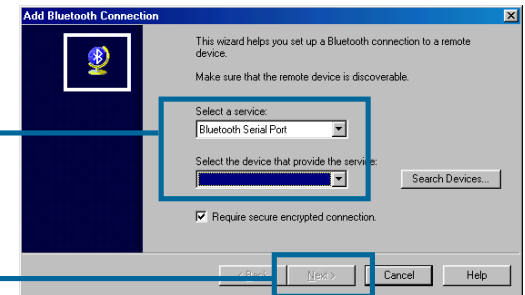 Add Bluetooth Connection
This wizard helps you set up a Bluetooth connection to a remote
device.
Make sure that the remote device is discoverable.
Select a service:
Bluetooth Serial Port
Select the device that provide the service:
Search Devices...
Require secure encrypted connection.
< Back Next > Cancel Help